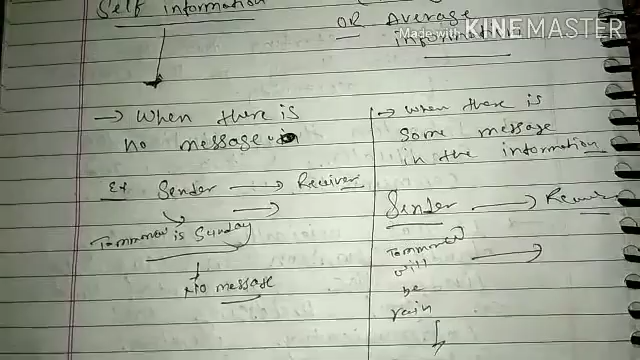 Self information
OR Average
information
Made with KINEMASTER
→ When there is
no message
→ when there is
some message
in the information
Ex Sender → Receiver
Tommorow is Sunday
No message
Sender → Receiver
Tommorow
will
be
rain